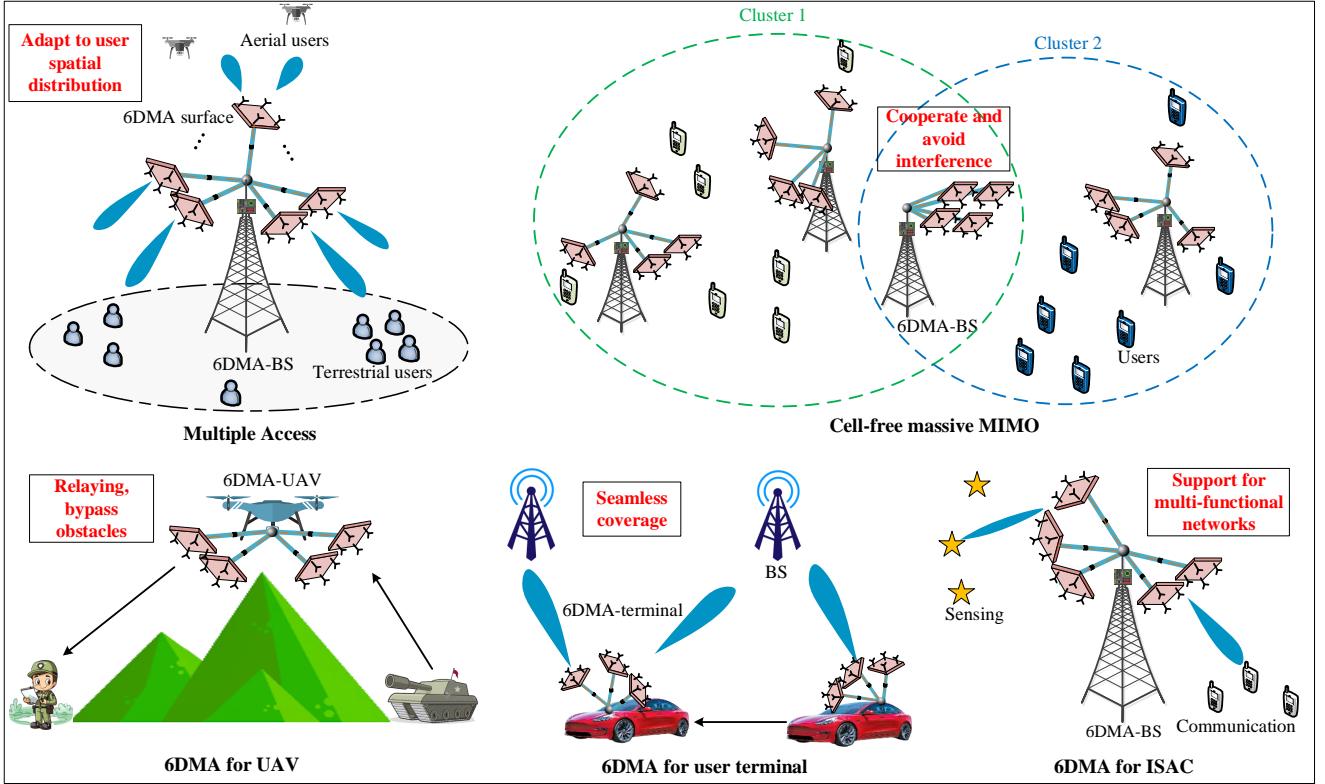 Adapt to user
spatial
distribution
Aerial users
6DMA surface
6DMA-BS
Terrestrial users
Multiple Access
Cluster 1
Cluster 2
Cooperate and
avoid
interference
6DMA-BS
Users
Cell-free massive MIMO
Relaying,
bypass
obstacles
6DMA-UAV
6DMA for UAV
Seamless
coverage
BS
6DMA-terminal
6DMA for user terminal
Support for
multi-functional
networks
Sensing
Communication
6DMA-BS
6DMA for ISAC